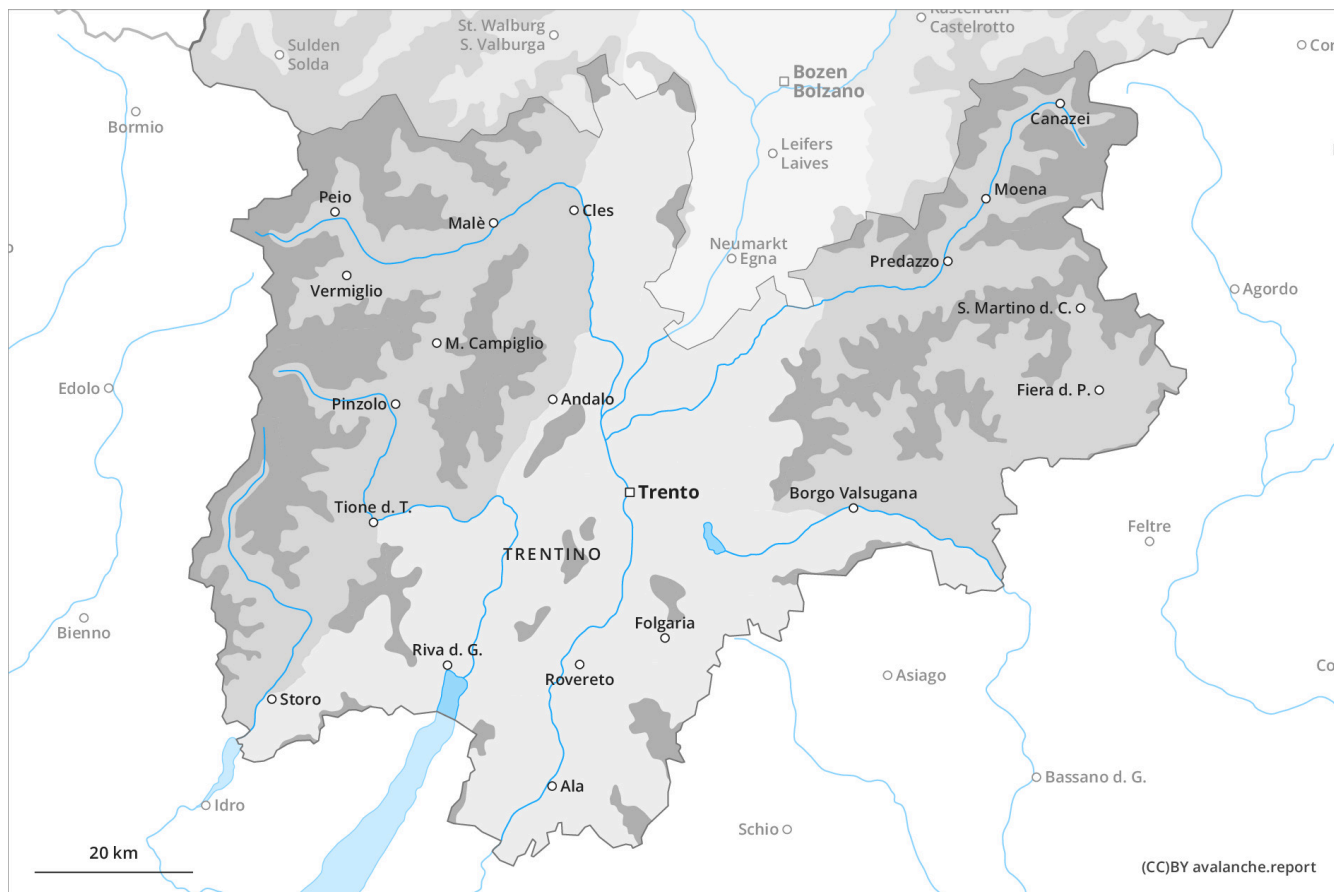 Kastelruth
Castelrotto
St. Walburg
S. Valburga
Sulden
Solda
Cor
Bozen
Bolzano
Bormio
Canazei
Leifers
Laives
Moena
Peio
Malè
Cles
Neumarkt
Egna
Predazzo
Vermiglio
Agordo
S. Martino d. C.
M. Campiglio
Edolo
Fiera d. P.
Pinzolo
Andalo
Trento
Borgo Valsugana
Tione d. T.
Feltre
TRENTINO
Bienno
Folgaria
Riva d. G.
Rovereto
Asiago
Co
Storo
Bassano d. G.
Ala
Idro
Schio
20 km
(CC)BY avalanche.report